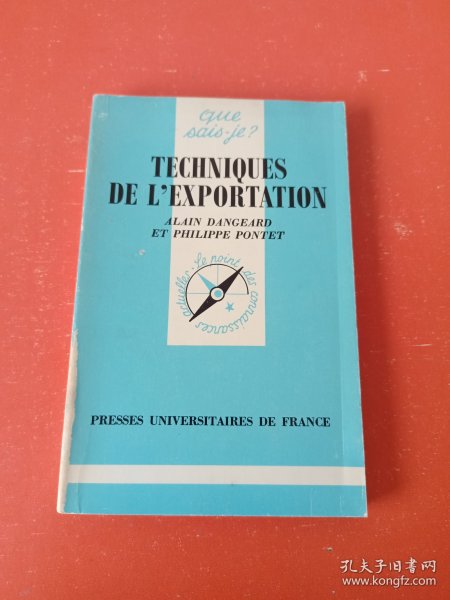 que
sais-je?
TECHNIQUES
DE L'EXPORTATION
ALAIN DANGEARD
ET PHILIPPE PONTET
Le point des connaissances actuelles
PRESSES UNIVERSITAIRES DE FRANCE
孔夫子旧书网
www.kongfz.com